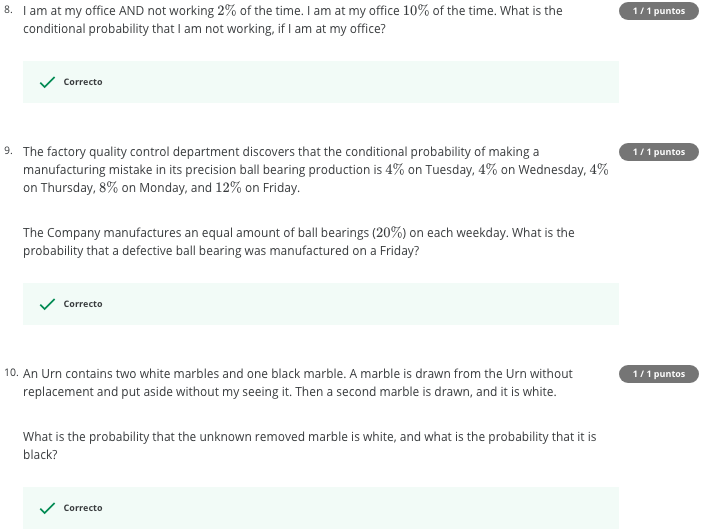 8. I am at my office AND not working 2% of the time. I am at my office 10% of the time. What is the
1 / 1 puntos
conditional probability that I am not working, if I am at my office?
Correcto
9. The factory quality control department discovers that the conditional probability of making a
1 / 1 puntos
manufacturing mistake in its precision ball bearing production is 4% on Tuesday, 4% on Wednesday, 4%
on Thursday, 8% on Monday, and 12% on Friday.
The Company manufactures an equal amount of ball bearings (20%) on each weekday. What is the
probability that a defective ball bearing was manufactured on a Friday?
Correcto
10. An Urn contains two white marbles and one black marble. A marble is drawn from the Urn without
1 / 1 puntos
replacement and put aside without my seeing it. Then a second marble is drawn, and it is white.
What is the probability that the unknown removed marble is white, and what is the probability that it is
black?
Correcto